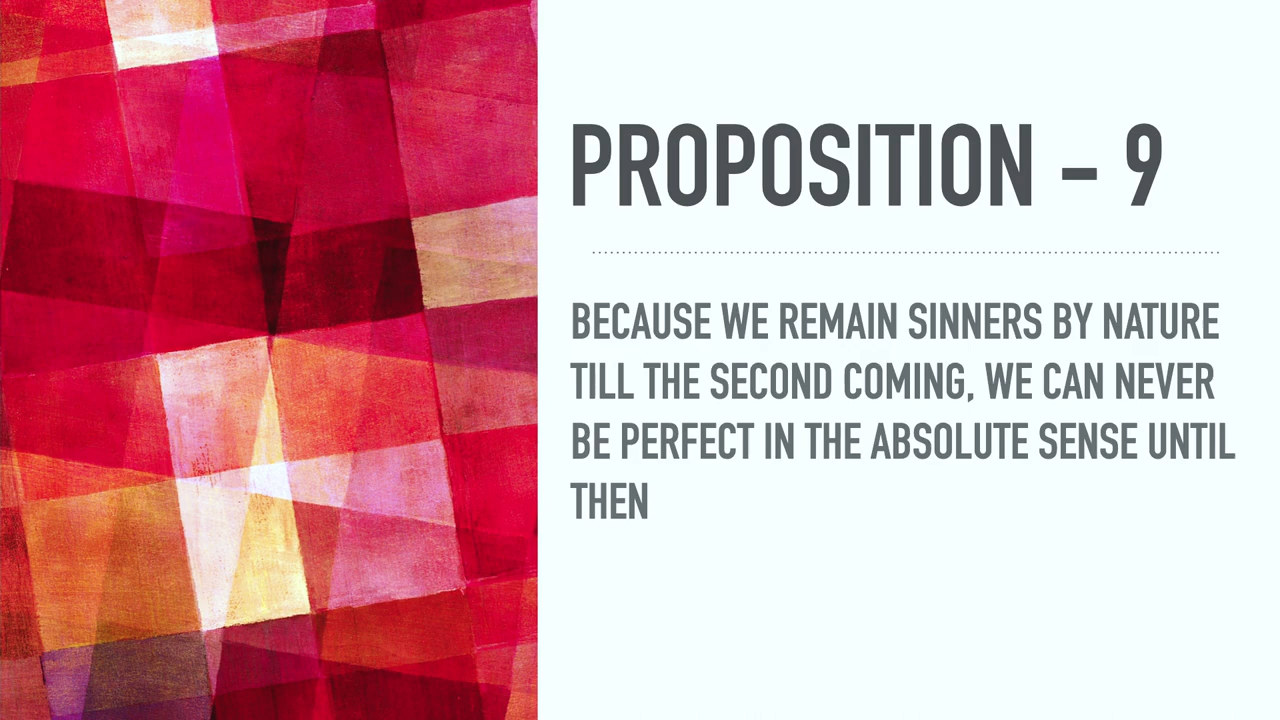 PROPOSITION – 9
BECAUSE WE REMAIN SINNERS BY NATURE
TILL THE SECOND COMING, WE CAN NEVER
BE PERFECT IN THE ABSOLUTE SENSE UNTIL
THEN